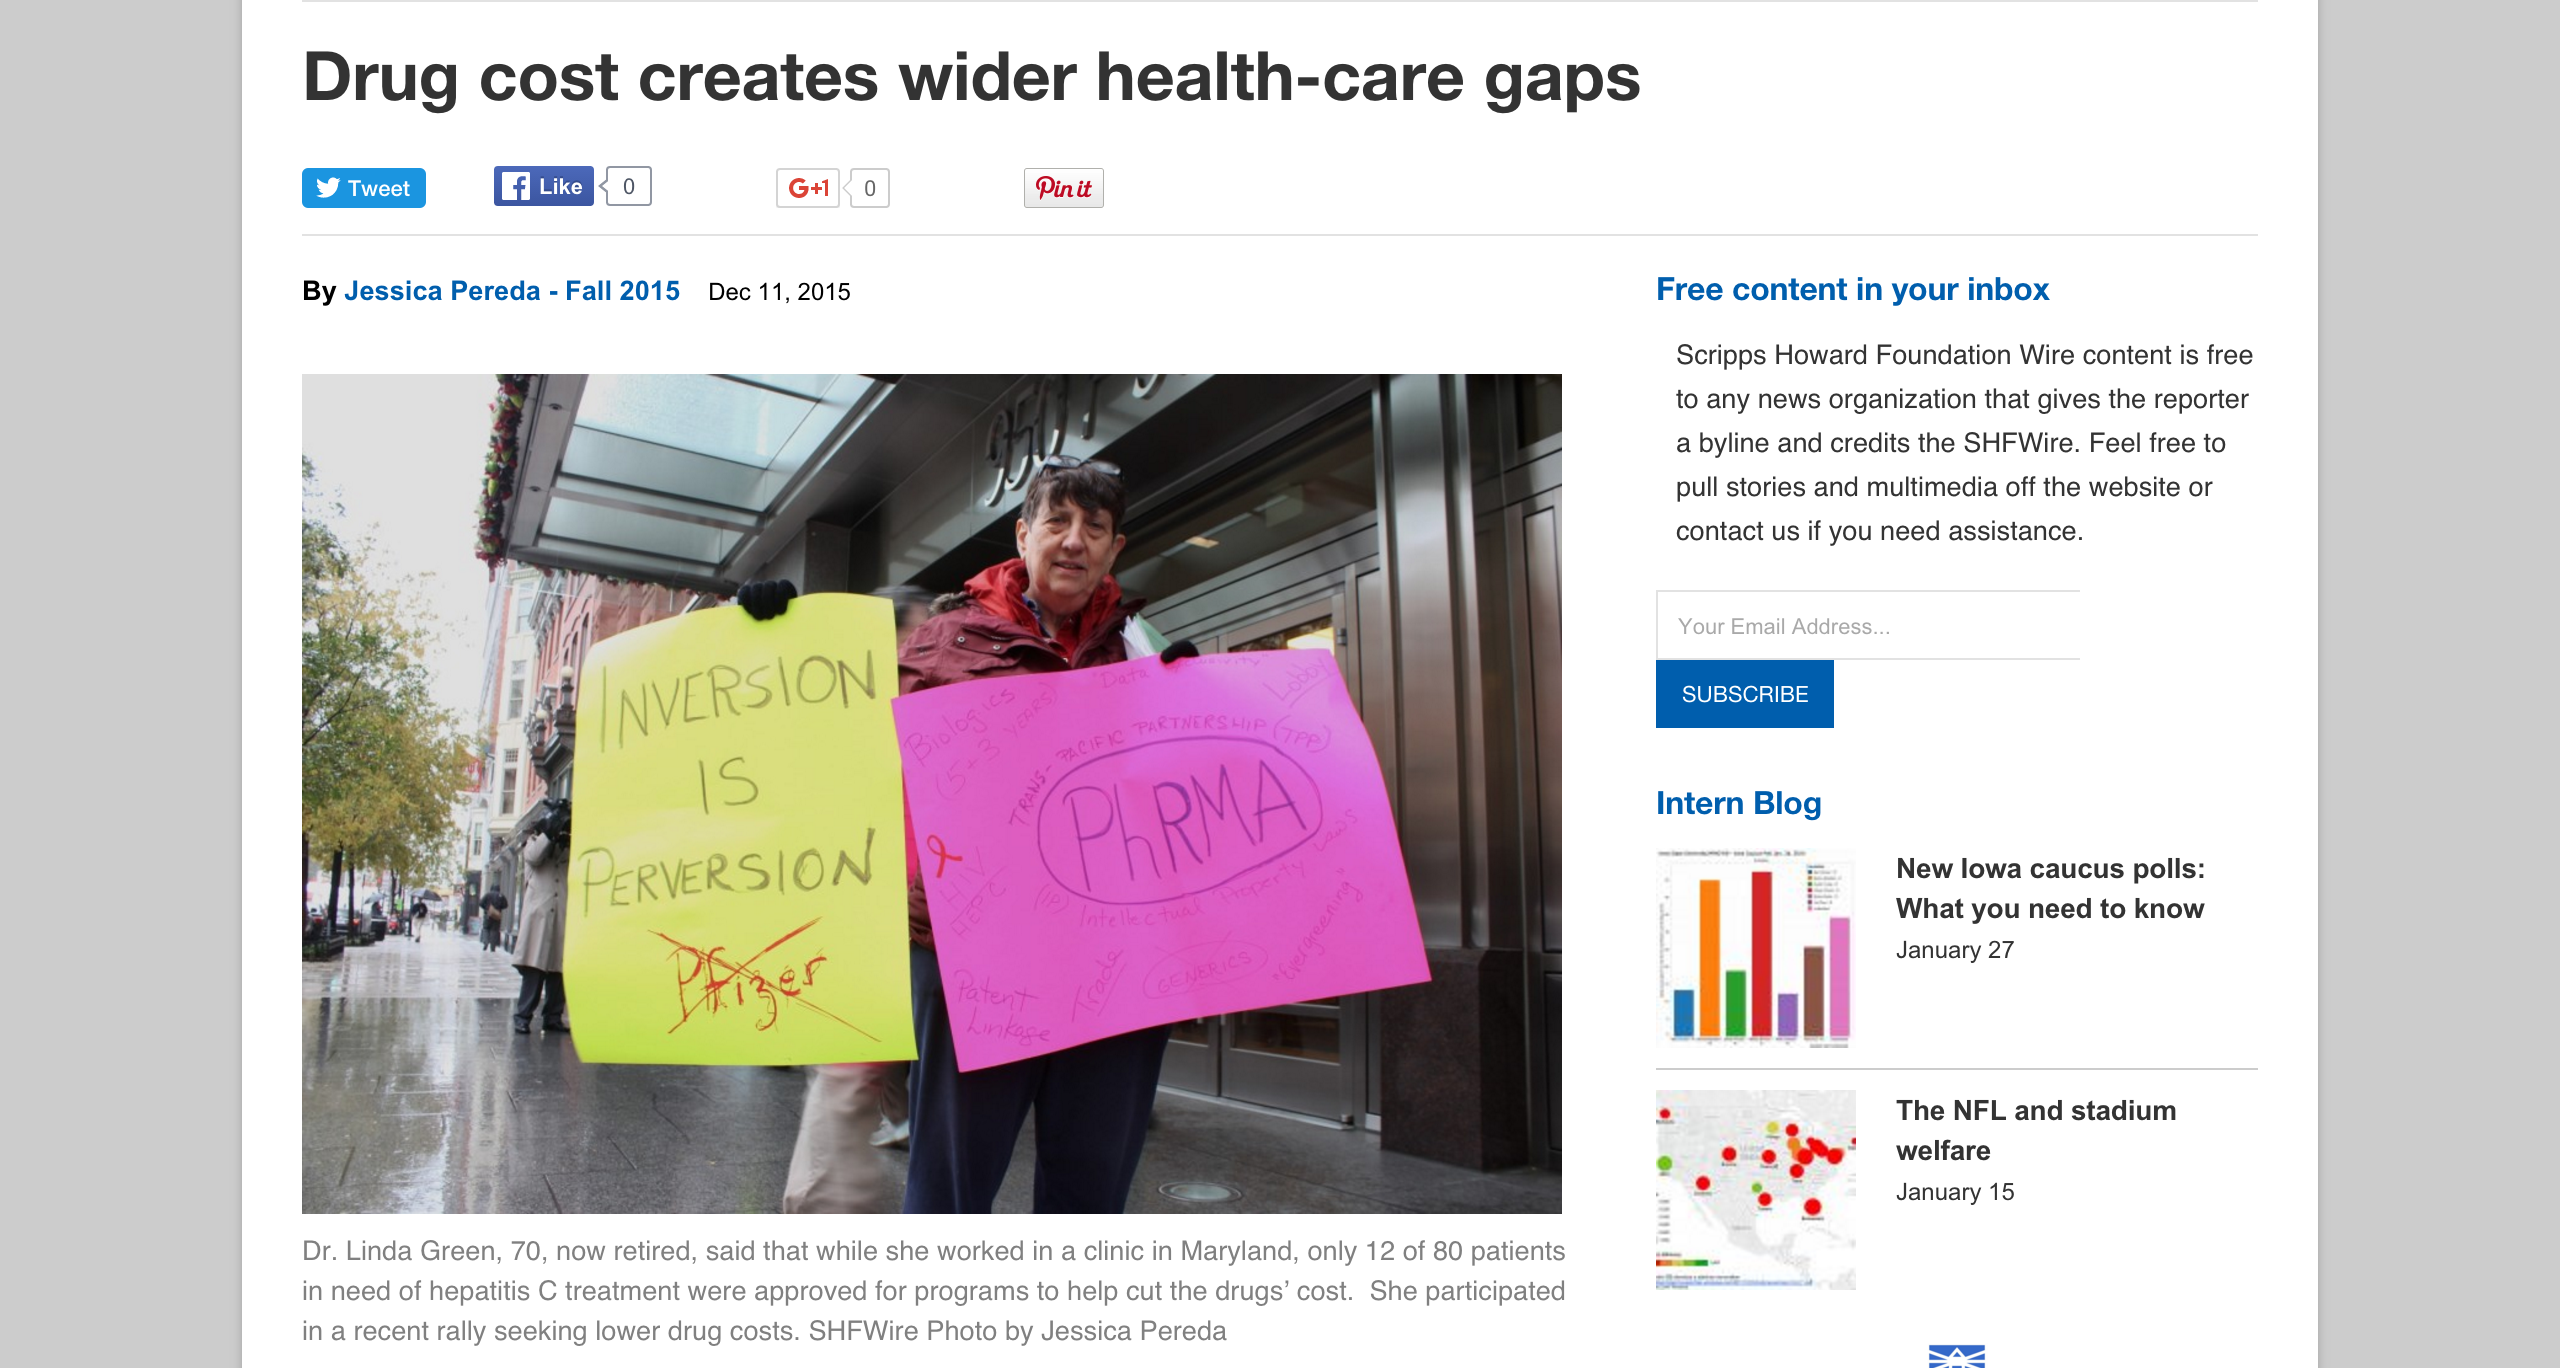 Drug cost creates wider health-care gaps
Tweet
Like
0
G+1
0
Pin it
By Jessica Pereda - Fall 2015 Dec 11, 2015
INVERSION
IS
PERVERSION
Pfizer
Biologics
(5+3 YEARS)
"Data
Lobby
TRANS-PACIFIC PARTNERSHIP (TPP)
PhRMA
HIV
HEP C
(IP) Intellectual Property Laws
Patent
Linkage
Trade
GENERICS
"Evergreening"
Dr. Linda Green, 70, now retired, said that while she worked in a clinic in Maryland, only 12 of 80 patients
in need of hepatitis C treatment were approved for programs to help cut the drugs’ cost.  She participated
in a recent rally seeking lower drug costs. SHFWire Photo by Jessica Pereda
Free content in your inbox
Scripps Howard Foundation Wire content is free
to any news organization that gives the reporter
a byline and credits the SHFWire. Feel free to
pull stories and multimedia off the website or
contact us if you need assistance.
Your Email Address...
SUBSCRIBE
Intern Blog
New Iowa caucus polls:
What you need to know
January 27
The NFL and stadium
welfare
January 15